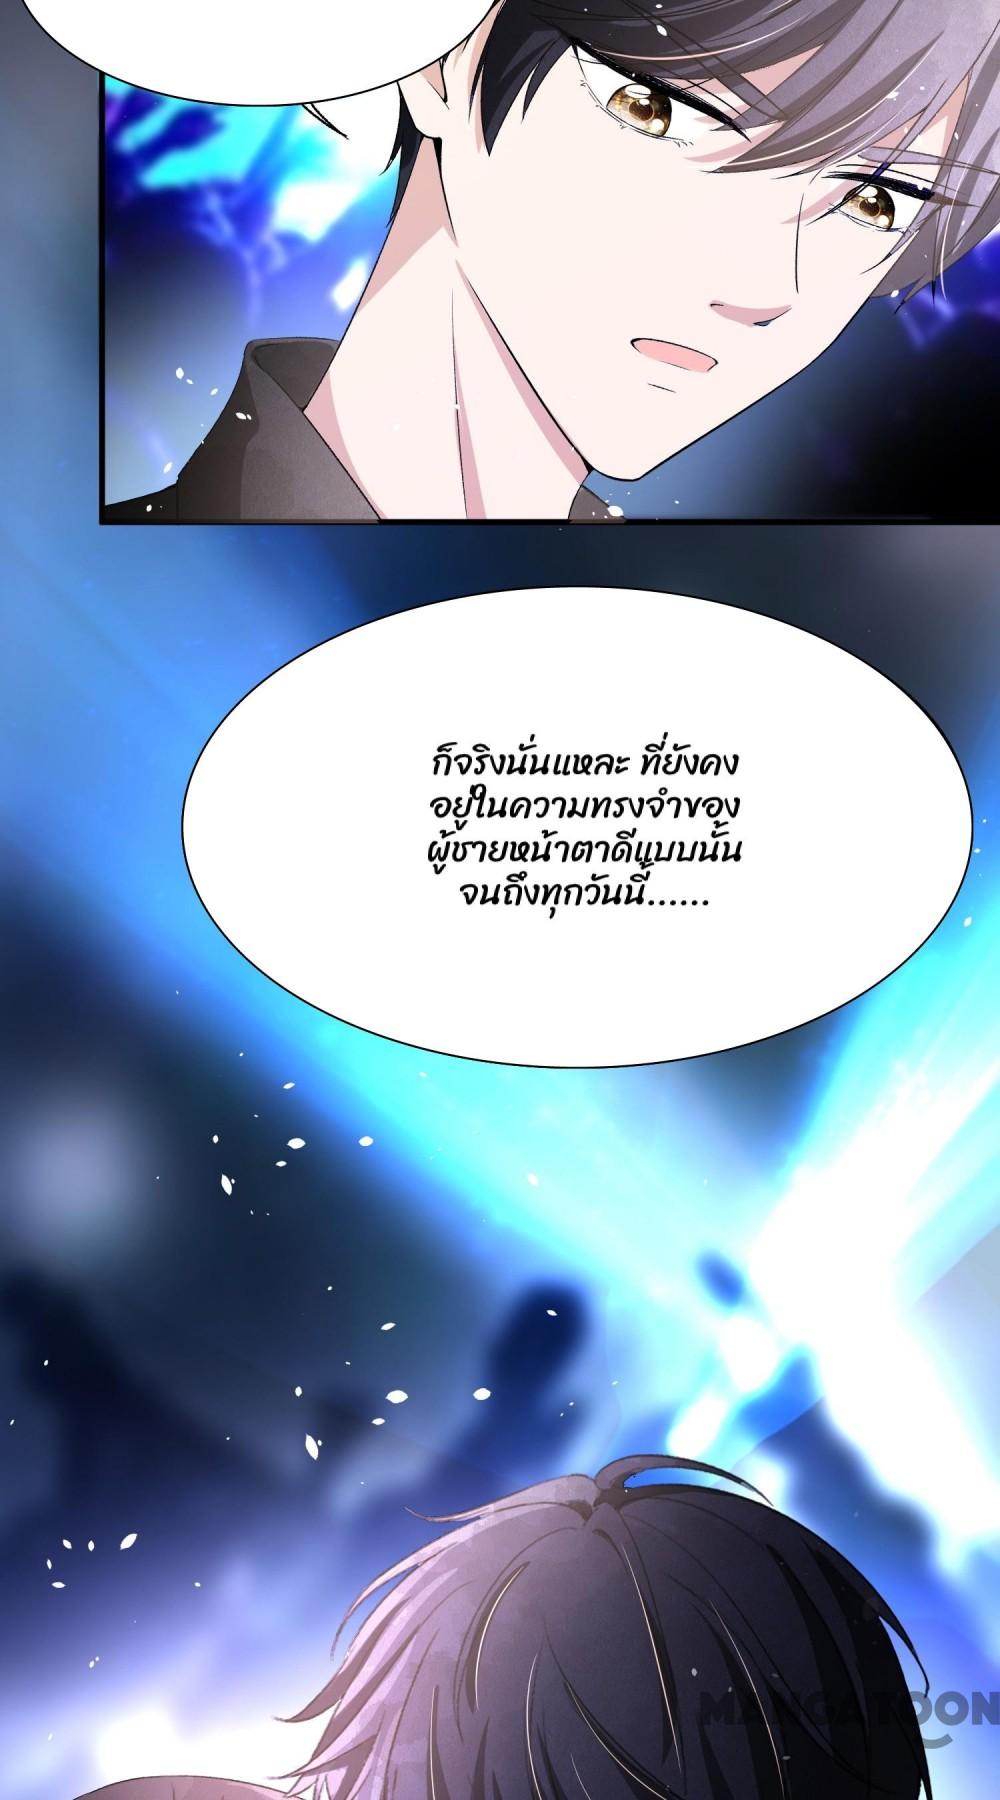 ก็จริงนั่นแหละ ที่ยังคง
อยู่ในความทรงจำของ
ผู้ชายหน้าตาดีแบบนั้น
จนถึงทุกวันนี้......
MANGATOON